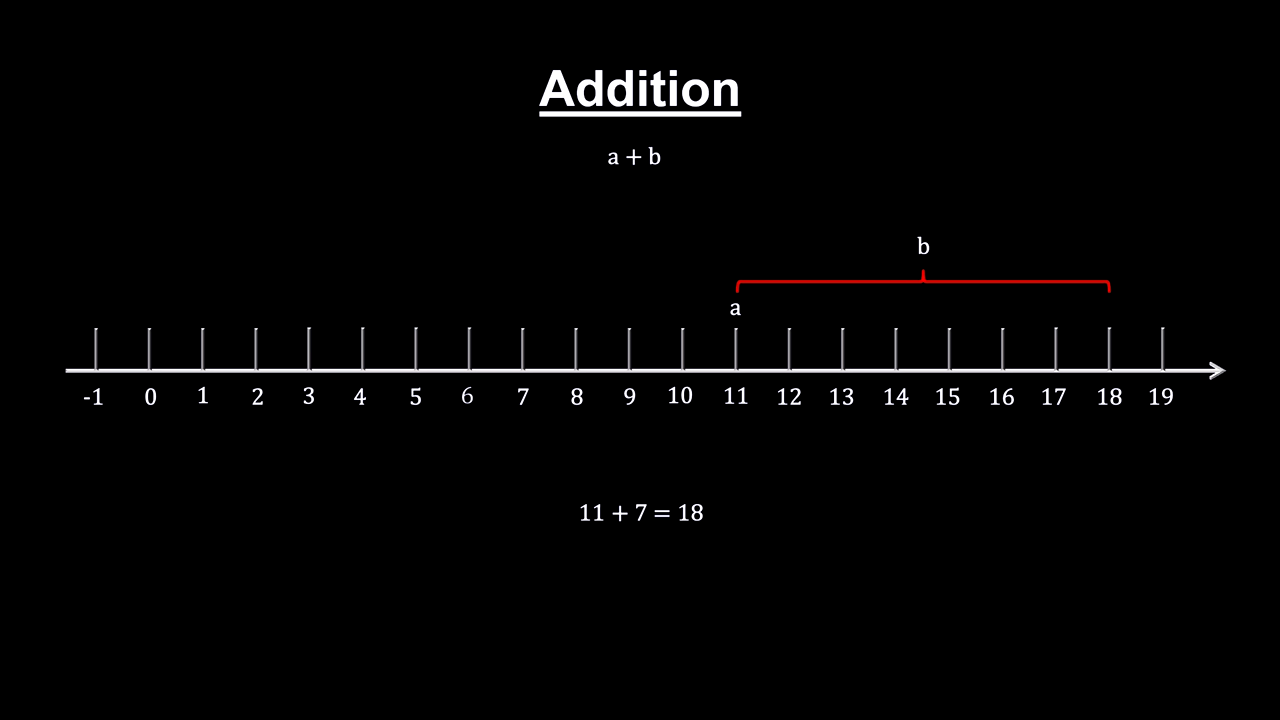 Addition
a + b
b
a
-1 0 1 2 3 4 5 6 7 8 9 10 11 12 13 14 15 16 17 18 19
11 + 7 = 18